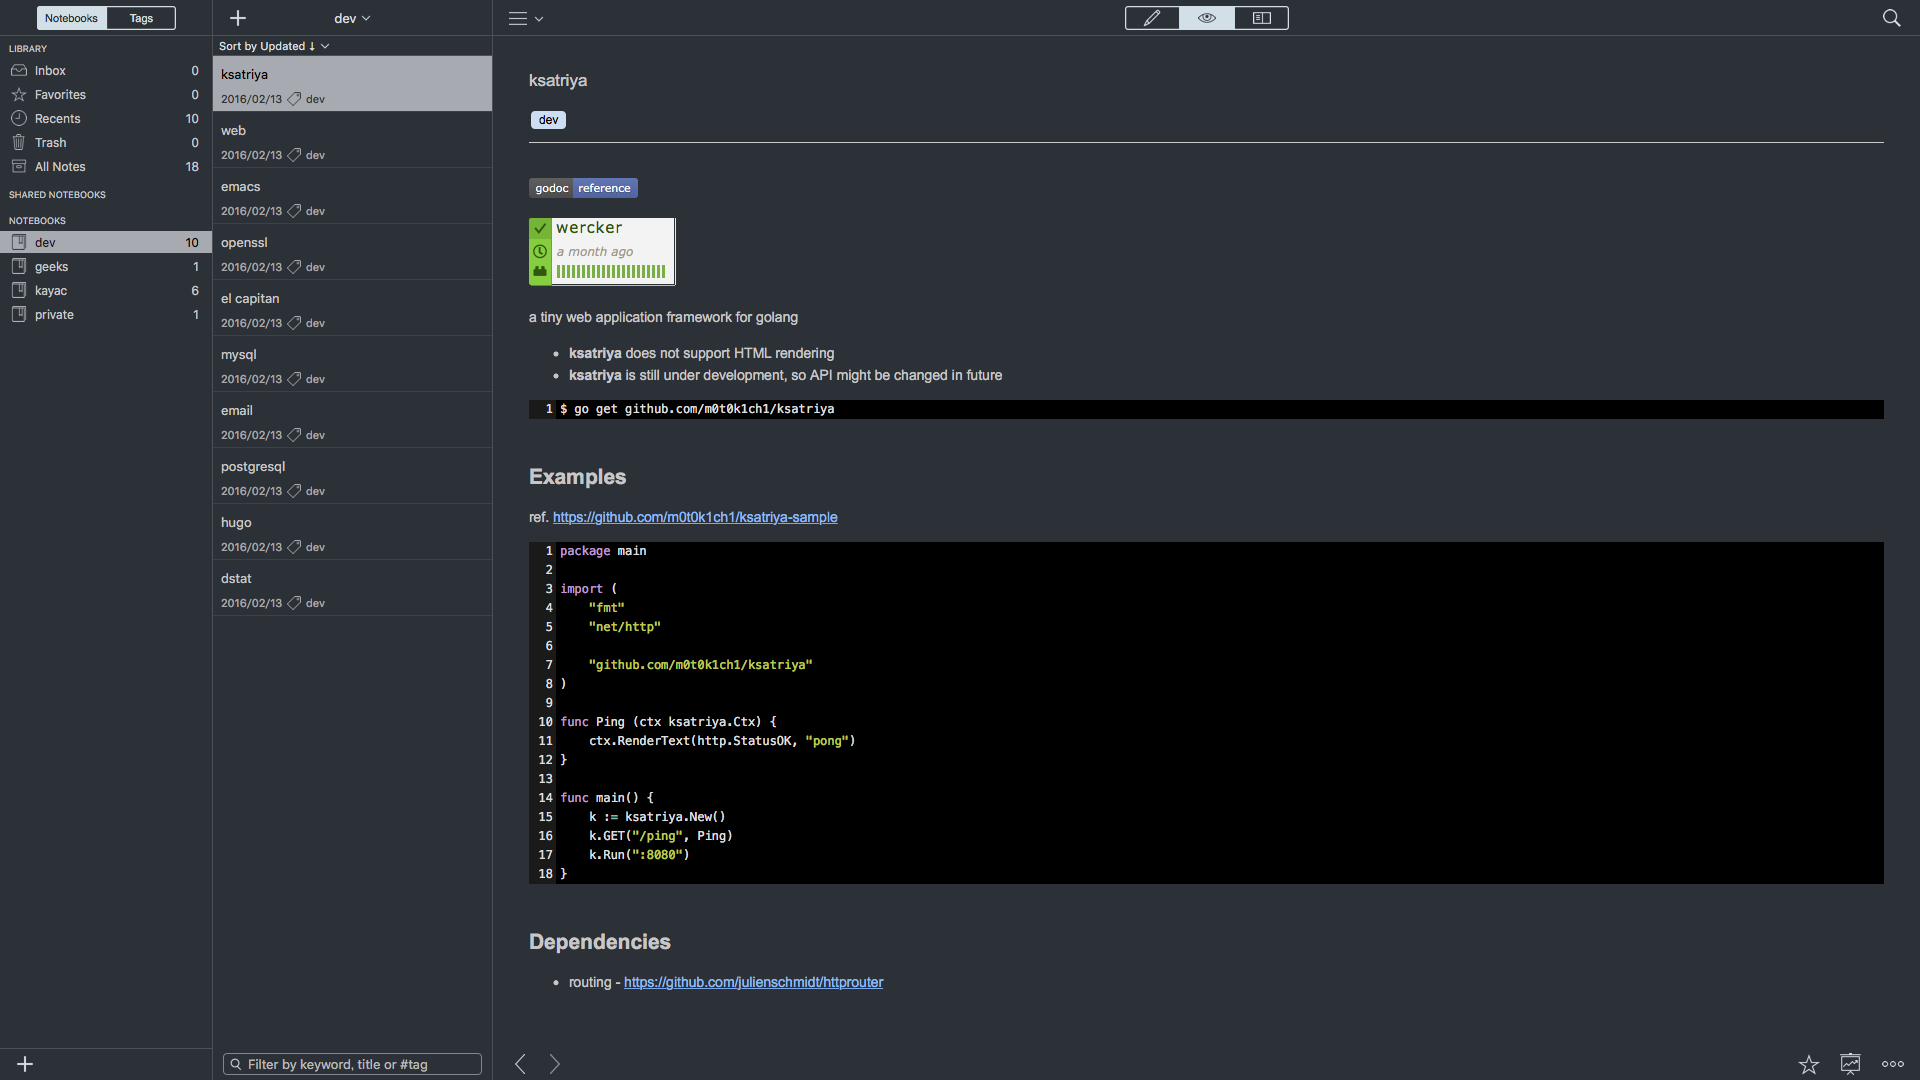 Notebooks Tags
LIBRARY
Inbox 0
Favorites 0
Recents 10
Trash 0
All Notes 18
SHARED NOTEBOOKS
NOTEBOOKS
dev 10
geeks 1
kayac 6
private 1
dev
Sort by Updated ↓
ksatriya
2016/02/13 dev
web
2016/02/13 dev
emacs
2016/02/13 dev
openssl
2016/02/13 dev
el capitan
2016/02/13 dev
mysql
2016/02/13 dev
email
2016/02/13 dev
postgresql
2016/02/13 dev
hugo
2016/02/13 dev
dstat
2016/02/13 dev
Filter by keyword, title or #tag
ksatriya
dev
godoc reference
wercker
a month ago
a tiny web application framework for golang
• ksatriya does not support HTML rendering
• ksatriya is still under development, so API might be changed in future
1 $ go get github.com/m0t0k1ch1/ksatriya
Examples
ref. https://github.com/m0t0k1ch1/ksatriya-sample
1 package main
2
3 import (
4     "fmt"
5     "net/http"
6
7     "github.com/m0t0k1ch1/ksatriya"
8 )
9
10 func Ping (ctx ksatriya.Ctx) {
11     ctx.RenderText(http.StatusOK, "pong")
12 }
13
14 func main() {
15     k := ksatriya.New()
16     k.GET("/ping", Ping)
17     k.Run(":8080")
18 }
Dependencies
• routing - https://github.com/julienschmidt/httprouter